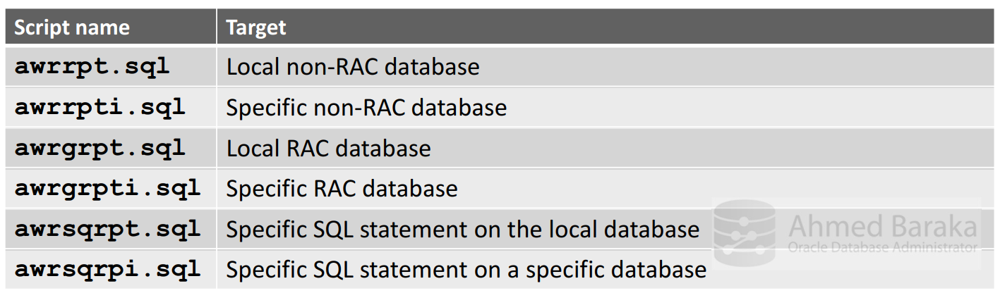 Script name Target
awrrpt.sql Local non-RAC database
awrrpti.sql Specific non-RAC database
awrgrpt.sql Local RAC database
awrgrpti.sql Specific RAC database
awrsqrpt.sql Specific SQL statement on the local database
awrsqrpi.sql Specific SQL statement on a specific database
Ahmed Baraka
Oracle Database Administrator